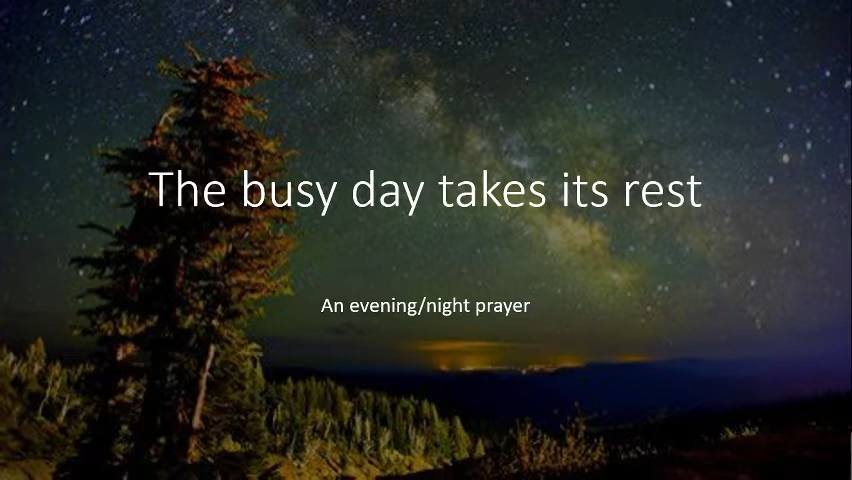 The busy day takes its rest
An evening/night prayer